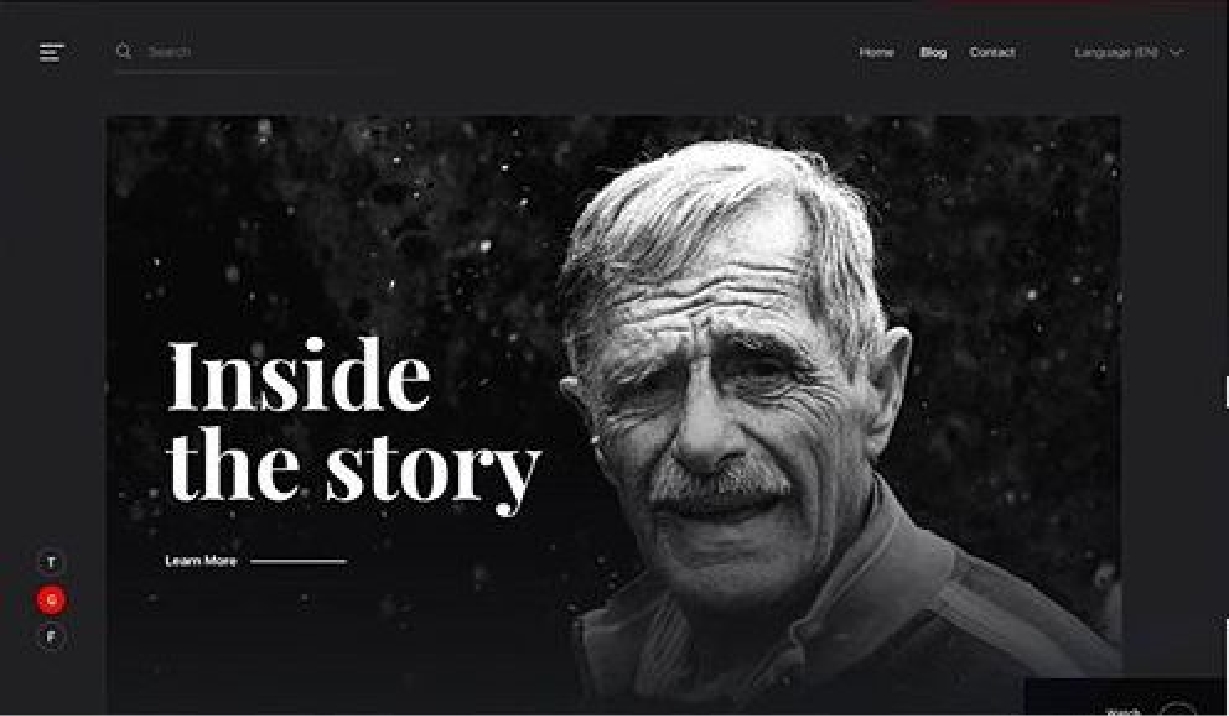 Search
Home Blog Contact Language (EN)
Inside
the story
Learn More
T
G
F
Watch